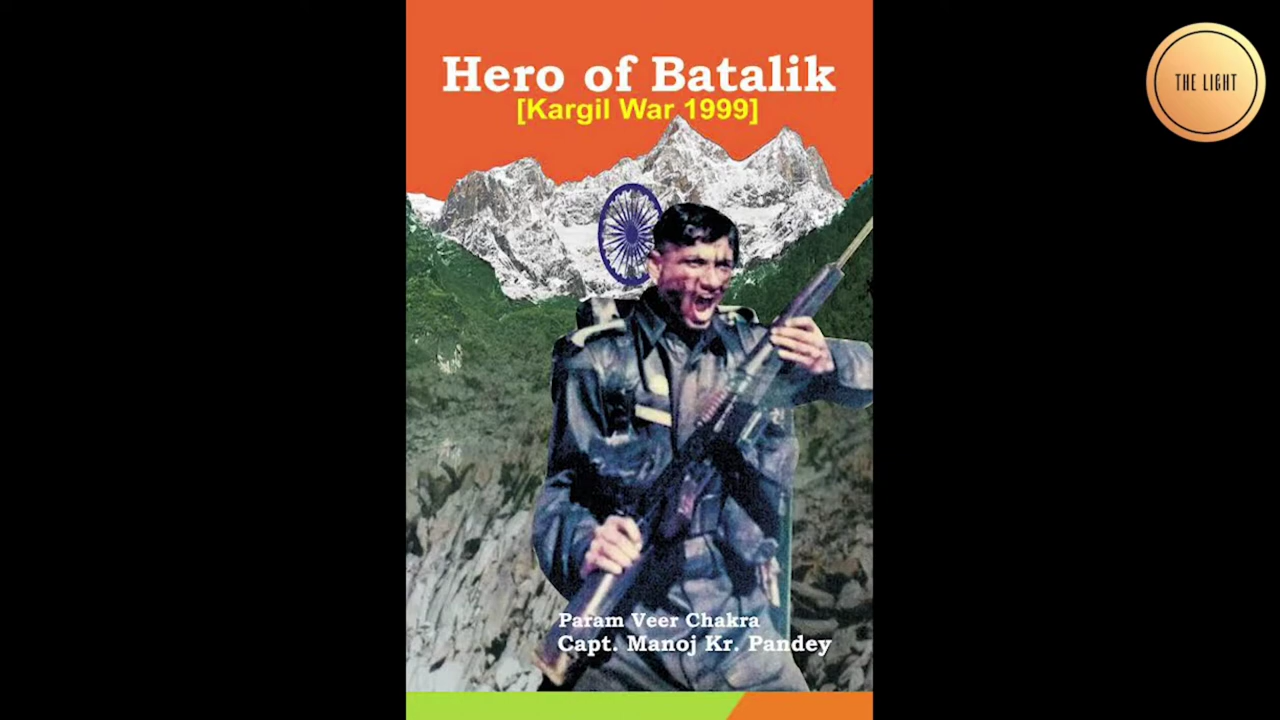 Hero of Batalik
[Kargil War 1999]
THE LIGHT
Param Veer Chakra
Capt. Manoj Kr. Pandey